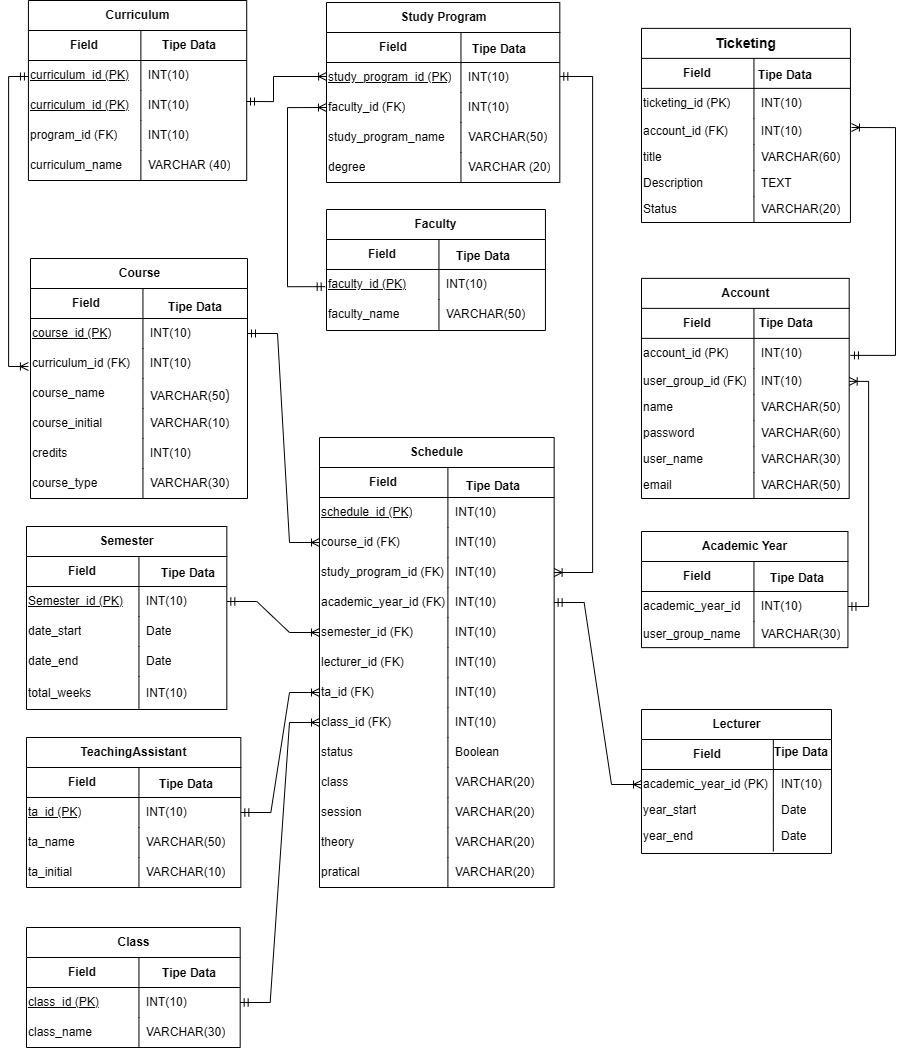 Curriculum
Field Tipe Data
curriculum_id (PK) INT(10)
curriculum_id (PK) INT(10)
program_id (FK) INT(10)
curriculum_name VARCHAR (40)
Study Program
Field Tipe Data
study_program_id (PK) INT(10)
faculty_id (FK) INT(10)
study_program_name VARCHAR(50)
degree VARCHAR (20)
Ticketing
Field Tipe Data
ticketing_id (PK) INT(10)
account_id (FK) INT(10)
title VARCHAR(60)
Description TEXT
Status VARCHAR(20)
Faculty
Field Tipe Data
faculty_id (PK) INT(10)
faculty_name VARCHAR(50)
Course
Field Tipe Data
course_id (PK) INT(10)
curriculum_id (FK) INT(10)
course_name VARCHAR(50)
course_initial VARCHAR(10)
credits INT(10)
course_type VARCHAR(30)
Account
Field Tipe Data
account_id (PK) INT(10)
user_group_id (FK) INT(10)
name VARCHAR(50)
password VARCHAR(60)
user_name VARCHAR(30)
email VARCHAR(50)
Schedule
Field Tipe Data
schedule_id (PK) INT(10)
course_id (FK) INT(10)
study_program_id (FK) INT(10)
academic_year_id (FK) INT(10)
semester_id (FK) INT(10)
lecturer_id (FK) INT(10)
ta_id (FK) INT(10)
class_id (FK) INT(10)
status Boolean
class VARCHAR(20)
session VARCHAR(20)
theory VARCHAR(20)
pratical VARCHAR(20)
Semester
Field Tipe Data
Semester_id (PK) INT(10)
date_start Date
date_end Date
total_weeks INT(10)
Academic Year
Field Tipe Data
academic_year_id INT(10)
user_group_name VARCHAR(30)
TeachingAssistant
Field Tipe Data
ta_id (PK) INT(10)
ta_name VARCHAR(50)
ta_initial VARCHAR(10)
Lecturer
Field Tipe Data
academic_year_id (PK) INT(10)
year_start Date
year_end Date
Class
Field Tipe Data
class_id (PK) INT(10)
class_name VARCHAR(30)